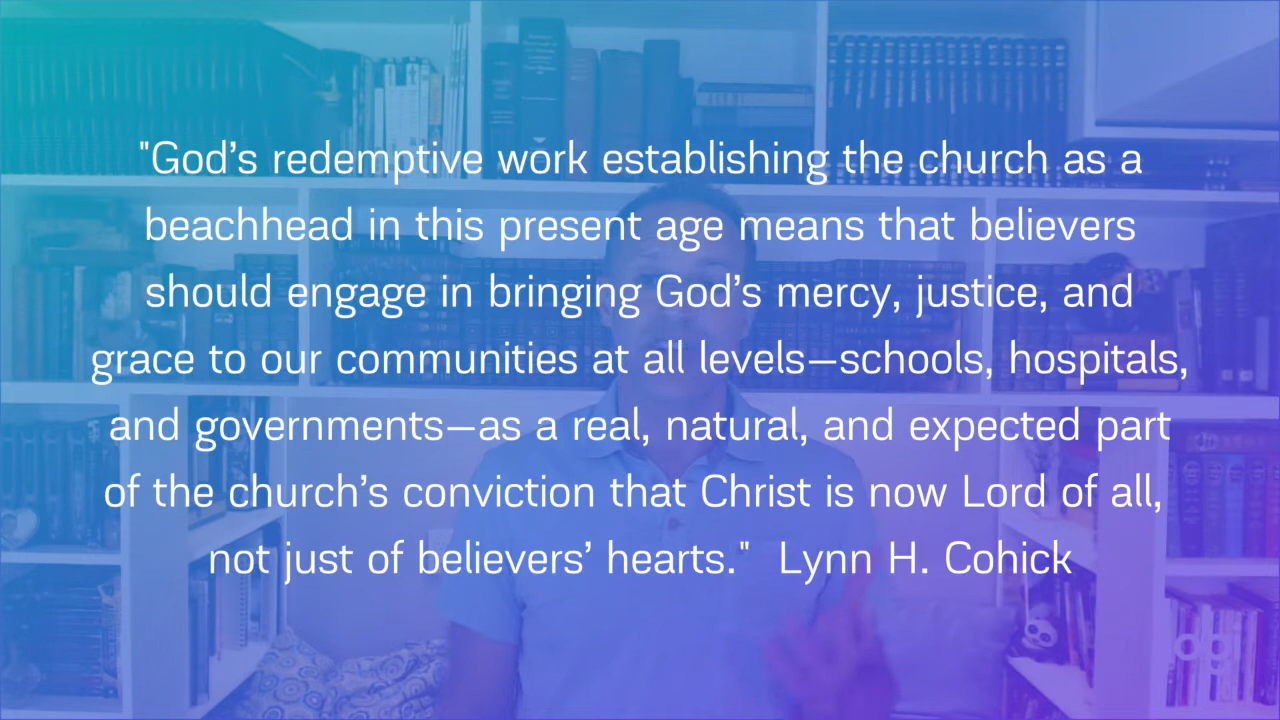 "God’s redemptive work establishing the church as a
beachhead in this present age means that believers
should engage in bringing God’s mercy, justice, and
grace to our communities at all levels—schools, hospitals,
and governments—as a real, natural, and expected part
of the church’s conviction that Christ is now Lord of all,
not just of believers’ hearts."  Lynn H. Cohick